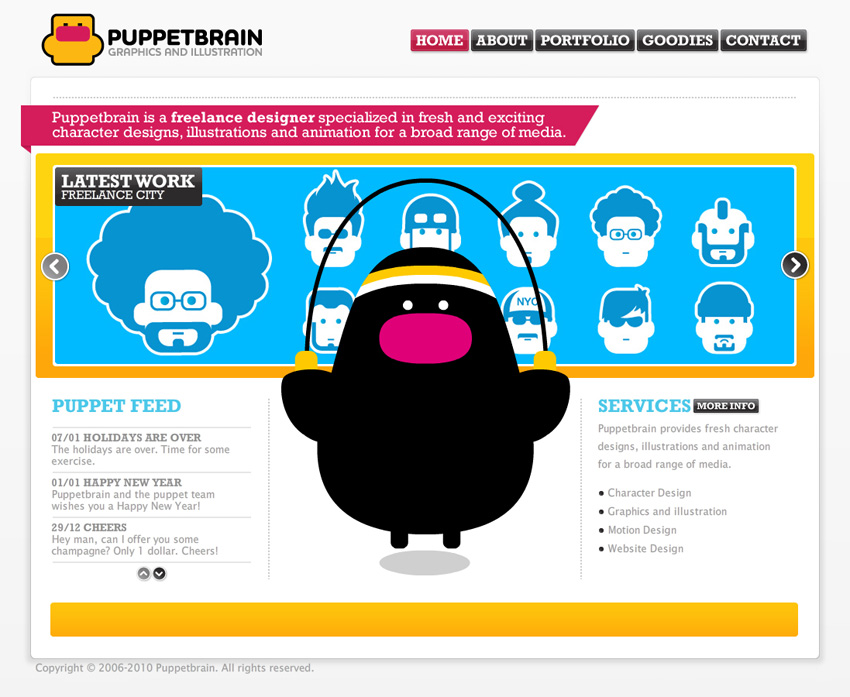 PUPPETBRAIN
GRAPHICS AND ILLUSTRATION
HOME ABOUT PORTFOLIO GOODIES CONTACT
Puppetbrain is a freelance designer specialized in fresh and exciting
character designs, illustrations and animation for a broad range of media.
LATEST WORK
FREELANCE CITY
NYC
PUPPET FEED
07/01 HOLIDAYS ARE OVER
The holidays are over. Time for some
exercise.
01/01 HAPPY NEW YEAR
Puppetbrain and the puppet team
wishes you a Happy New Year!
29/12 CHEERS
Hey man, can I offer you some
champagne? Only 1 dollar. Cheers!
SERVICES MORE INFO
Puppetbrain provides fresh character
designs, illustrations and animation
for a broad range of media.
Character Design
Graphics and illustration
Motion Design
Website Design
Copyright © 2006-2010 Puppetbrain. All rights reserved.